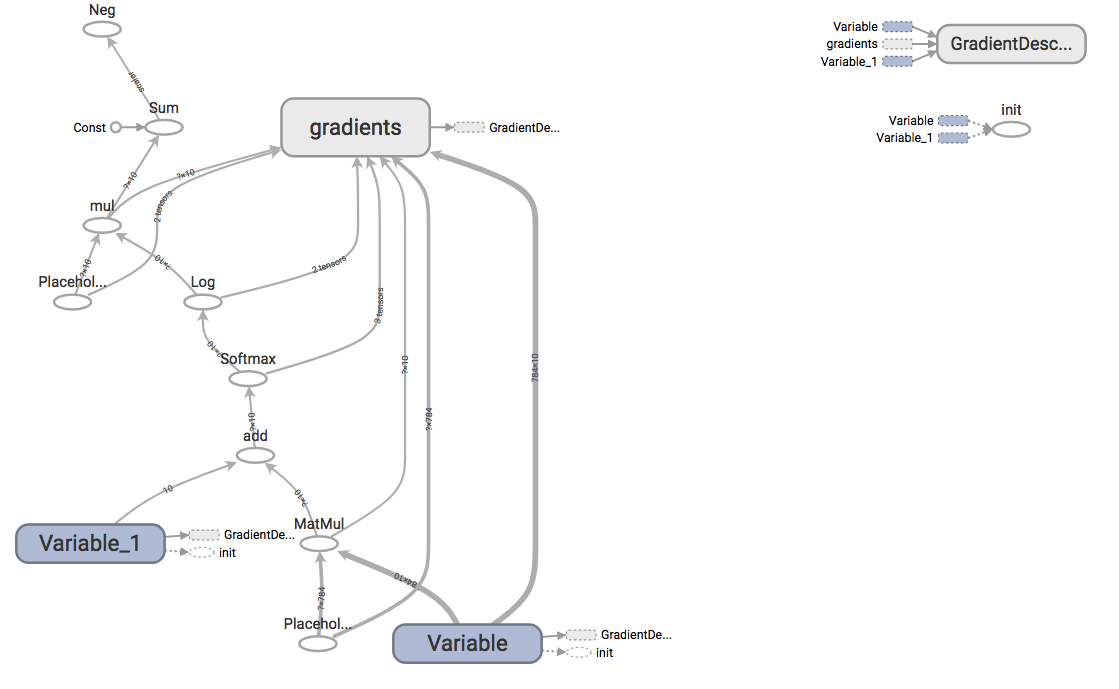 Neg
Variable
gradients
Variable_1
GradientDesc...
scalar
Sum
Const
gradients
GradientDe...
init
Variable
Variable_1
?×10
?×10
mul
2 tensors
?×10
?×10
Placehol...
Log
2 tensors
3 tensors
?×10
Softmax
?×10
784×10
?×10
?×784
add
10
?×10
MatMul
Variable_1
GradientDe...
init
?×784
84×10
Placehol...
Variable
GradientDe...
init